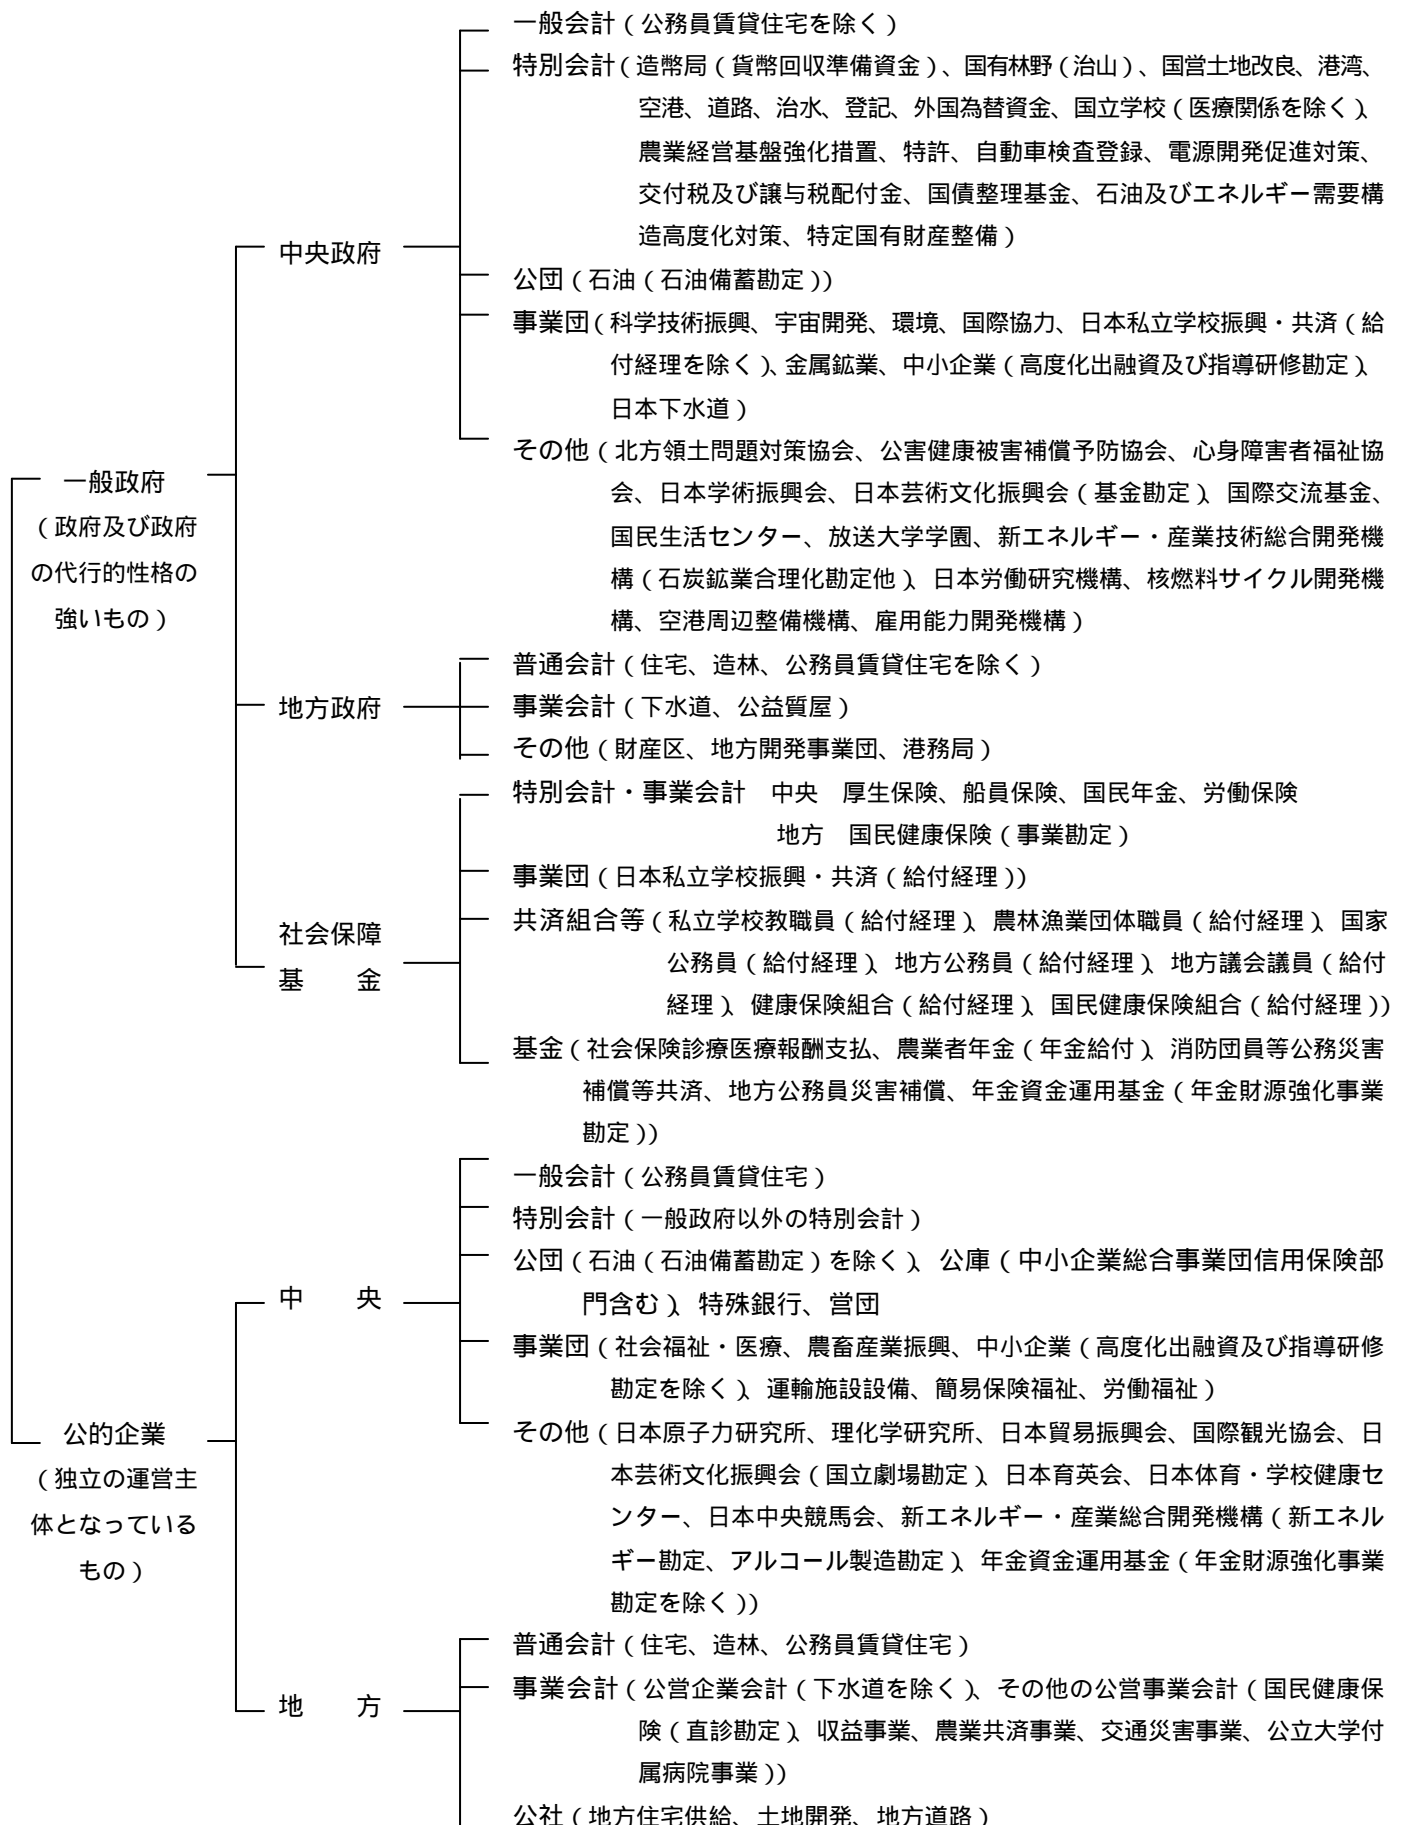 一般会計（公務員賃貸住宅を除く）
特別会計（造幣局（貨幣回収準備資金）、国有林野（治山）、国営土地改良、港湾、
空港、道路、治水、登記、外国為替資金、国立学校（医療関係を除く）、
農業経営基盤強化措置、特許、自動車検査登録、電源開発促進対策、
交付税及び譲与税配付金、国債整理基金、石油及びエネルギー需要構
造高度化対策、特定国有財産整備）
中央政府
公団（石油（石油備蓄勘定））
事業団（科学技術振興、宇宙開発、環境、国際協力、日本私立学校振興・共済（給
付経理を除く）、金属鉱業、中小企業（高度化出融資及び指導研修勘定）、
日本下水道）
その他（北方領土問題対策協会、公害健康被害補償予防協会、心身障害者福祉協
会、日本学術振興会、日本芸術文化振興会（基金勘定）、国際交流基金、
国民生活センター、放送大学学園、新エネルギー・産業技術総合開発機
構（石炭鉱業合理化勘定他）、日本労働研究機構、核燃料サイクル開発機
構、空港周辺整備機構、雇用能力開発機構）
一般政府
（政府及び政府
の代行的性格の
強いもの）
普通会計（住宅、造林、公務員賃貸住宅を除く）
地方政府
事業会計（下水道、公益質屋）
その他（財産区、地方開発事業団、港務局）
特別会計・事業会計　中央　厚生保険、船員保険、国民年金、労働保険
地方　国民健康保険（事業勘定）
事業団（日本私立学校振興・共済（給付経理））
社会保障
基　　金
共済組合等（私立学校教職員（給付経理）、農林漁業団体職員（給付経理）、国家
公務員（給付経理）、地方公務員（給付経理）、地方議会議員（給付
経理）、健康保険組合（給付経理）、国民健康保険組合（給付経理））
基金（社会保険診療医療報酬支払、農業者年金（年金給付）、消防団員等公務災害
補償等共済、地方公務員災害補償、年金資金運用基金（年金財源強化事業
勘定））
一般会計（公務員賃貸住宅）
特別会計（一般政府以外の特別会計）
中　　央
公団（石油（石油備蓄勘定）を除く）、公庫（中小企業総合事業団信用保険部
門含む）、特殊銀行、営団
事業団（社会福祉・医療、農畜産業振興、中小企業（高度化出融資及び指導研修
勘定を除く）、運輸施設設備、簡易保険福祉、労働福祉）
その他（日本原子力研究所、理化学研究所、日本貿易振興会、国際観光協会、日
本芸術文化振興会（国立劇場勘定）、日本育英会、日本体育・学校健康セ
ンター、日本中央競馬会、新エネルギー・産業総合開発機構（新エネル
ギー勘定、アルコール製造勘定）、年金資金運用基金（年金財源強化事業
勘定を除く））
公的企業
（独立の運営主
体となっている
もの）
普通会計（住宅、造林、公務員賃貸住宅）
地　　方
事業会計（公営企業会計（下水道を除く）、その他の公営事業会計（国民健康保
険（直診勘定）、収益事業、農業共済事業、交通災害事業、公立大学付
属病院事業））
公社（地方住宅供給、土地開発、地方道路）